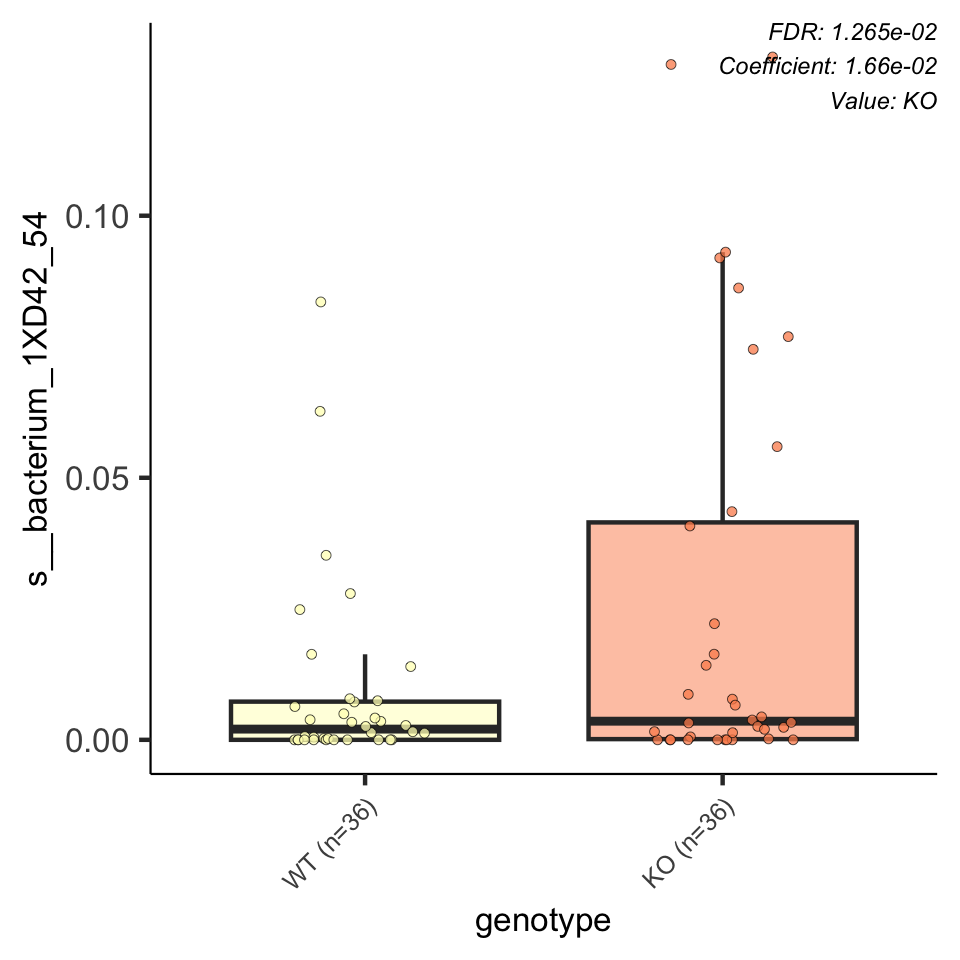 FDR: 1.265e-02
Coefficient: 1.66e-02
Value: KO
s__bacterium_1XD42_54
0.10
0.05
0.00
WT (n=36)
KO (n=36)
genotype